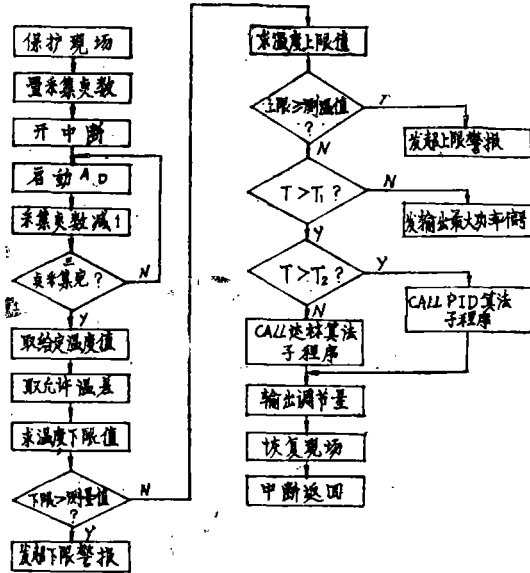 保护现场
置采集点数
开中断
启动AD
采集点数减1
点采集完?
N
Y
取给定温度值
取允许温差
求温度下限值
下限≥测量值
?
N
Y
发超下限警报
求温度上限值
上限≥测温值
?
Y
N
发超上限警报
T>T1?
N
Y
发输出最大功率信号
T>T2?
Y
N
CALL PID算法
子程序
CALL达林算法
子程序
输出调节量
恢复现场
中断返回